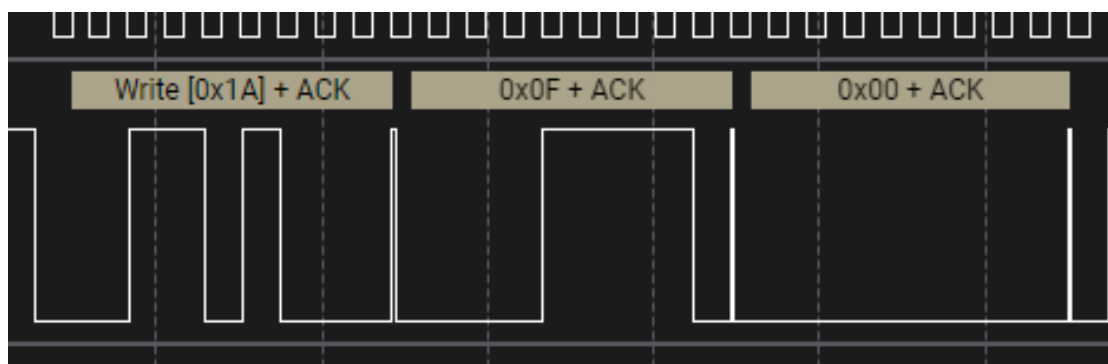 Write [0x1A] + ACK
0x0F + ACK
0x00 + ACK